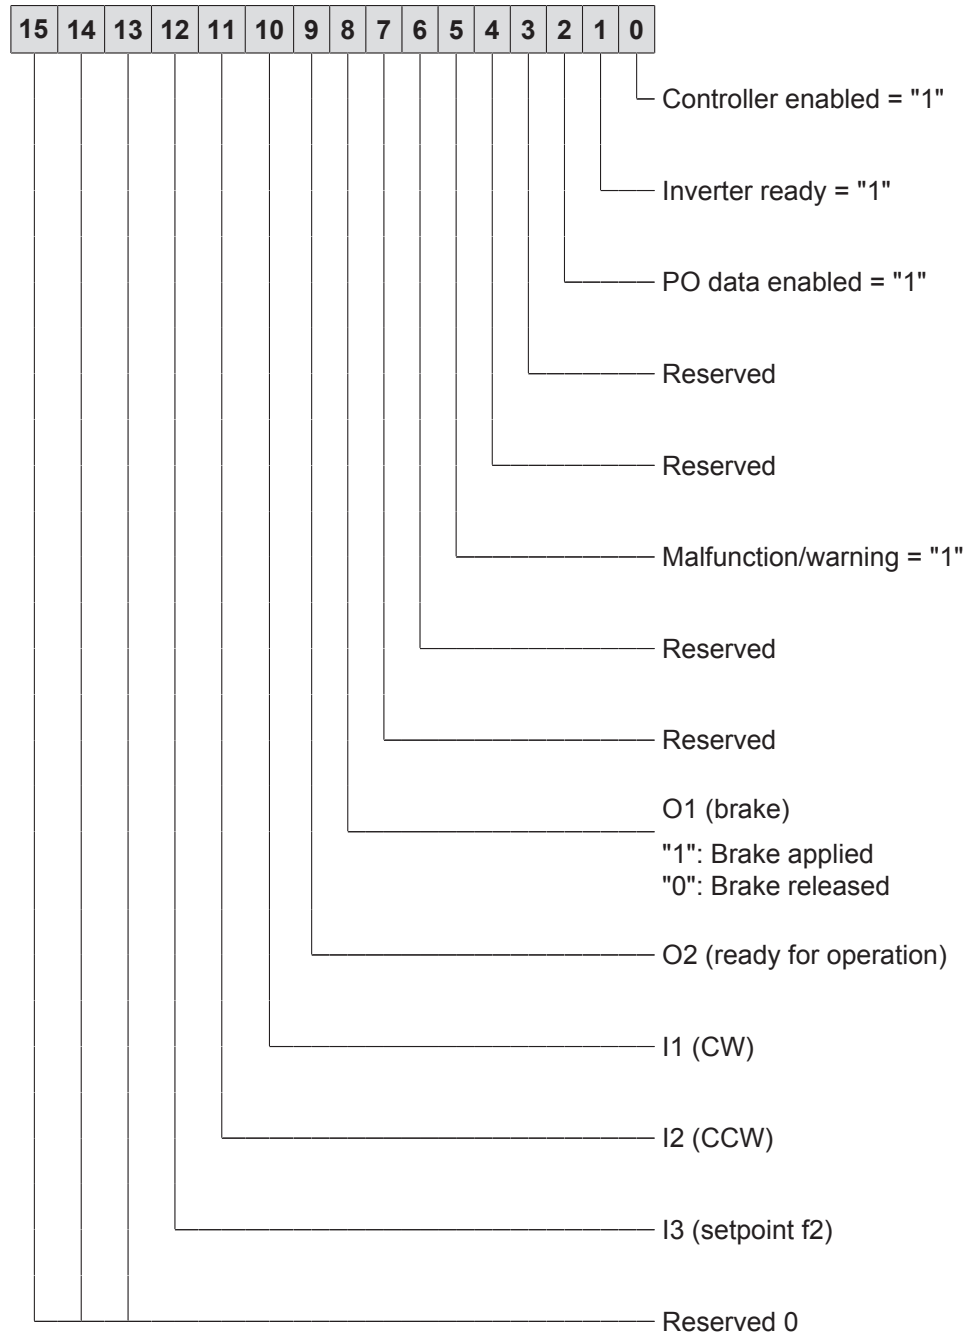 15 14 13 12 11 10 9 8 7 6 5 4 3 2 1 0
Controller enabled = "1"
Inverter ready = "1"
PO data enabled = "1"
Reserved
Reserved
Malfunction/warning = "1"
Reserved
Reserved
O1 (brake)
"1": Brake applied
"0": Brake released
O2 (ready for operation)
I1 (CW)
I2 (CCW)
I3 (setpoint f2)
Reserved 0